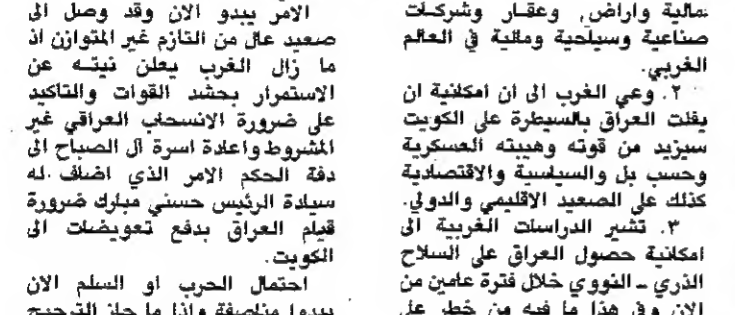 مالية واراض, وعقار وشركات
صناعية وسياحية ومالية في العالم
الغربي.
٢. وعي الغرب الى ان امكانية ان
يفلت العراق بالسيطرة على الكويت
سيزيد من قوته وهيبته العسكرية
وحسب بل والسياسية والاقتصادية
كذلك على الصعيد الاقليمي والدولي.
٣. تشير الدراسات الغربية الى
امكانية حصول العراق على السلاح
الذري ـ النووي خلال فترة عامين من
الان وفي هذا ما فيه من خطر على
الامر يبدو الان وقد وصل الى
صعيد عال من التازم غير المتوازن اذ
ما زال الغرب يعلن نيته عن
الاستمرار بحشد القوات والتاكيد
على ضرورة الانسحاب العراقي غير
المشروط واعادة اسرة ال الصباح الى
دفة الحكم الامر الذي اضاف له
سيادة الرئيس حسني مبارك ضرورة
قيام العراق بدفع تعويضات الى
الكويت.
احتمال الحرب او السلم الان
يبدوا مناصفة واذا ما جاز الترجيح